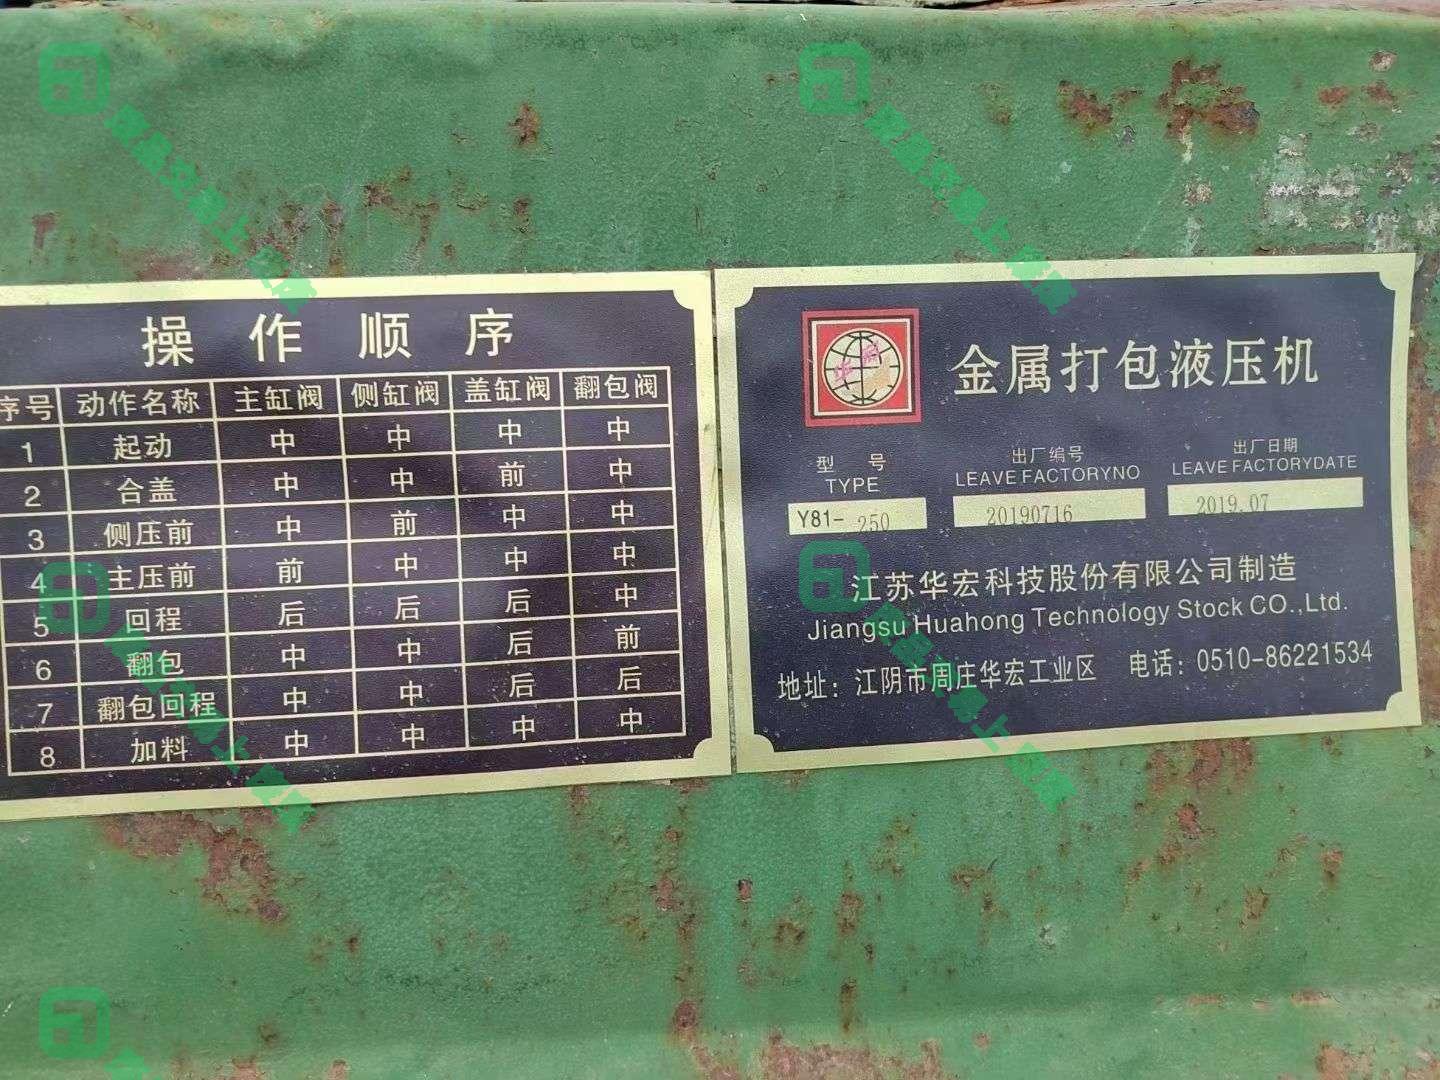 操作顺序
序号 动作名称 主缸阀 侧缸阀 盖缸阀 翻包阀
1 起动 中 中 中 中
2 合盖 中 中 前 中
3 侧压前 中 前 中 中
4 主压前 前 中 中 中
5 回程 后 后 后 中
6 翻包 中 中 后 前
7 翻包回程 中 中 后 后
8 加料 中 中 中 中
华宏
金属打包液压机
型号 出厂编号 出厂日期
TYPE LEAVE FACTORYNO LEAVE FACTORYDATE
Y81-250 20190716 2019.07
江苏华宏科技股份有限公司制造
Jiangsu Huahong Technology Stock CO.,Ltd.
地址：江阴市周庄华宏工业区 电话：0510-86221534